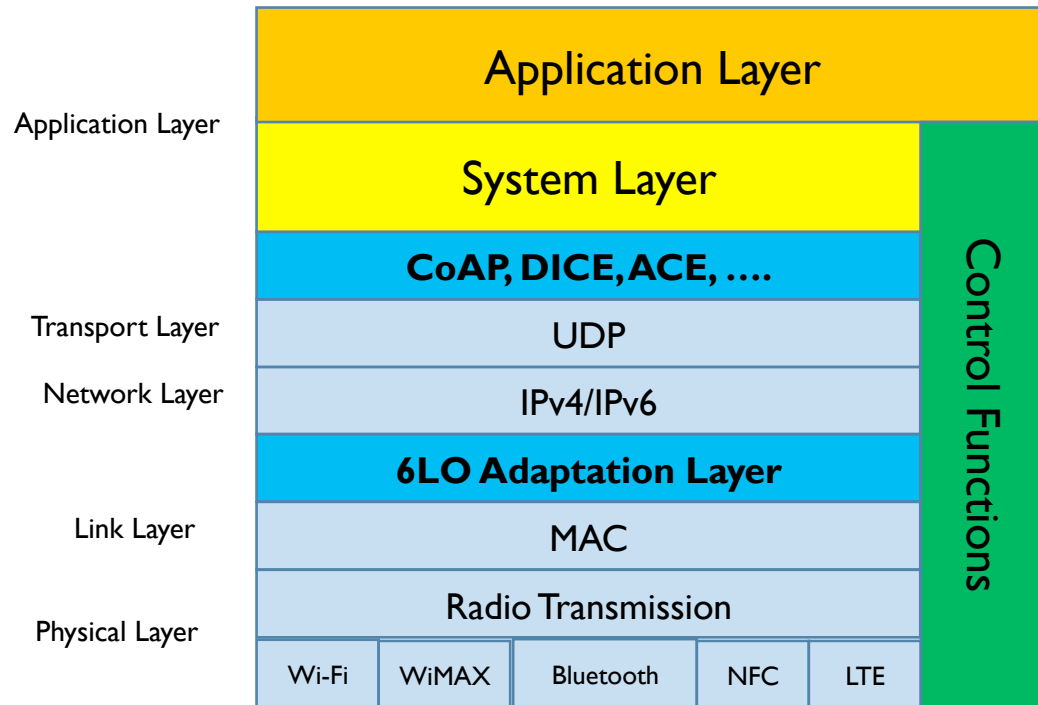 Application Layer
Application Layer
System Layer
CoAP, DICE, ACE, ....
Transport Layer
UDP
Network Layer
IPv4/IPv6
6LO Adaptation Layer
Link Layer
MAC
Radio Transmission
Physical Layer
Wi-Fi
WiMAX
Bluetooth
NFC
LTE
Control Functions